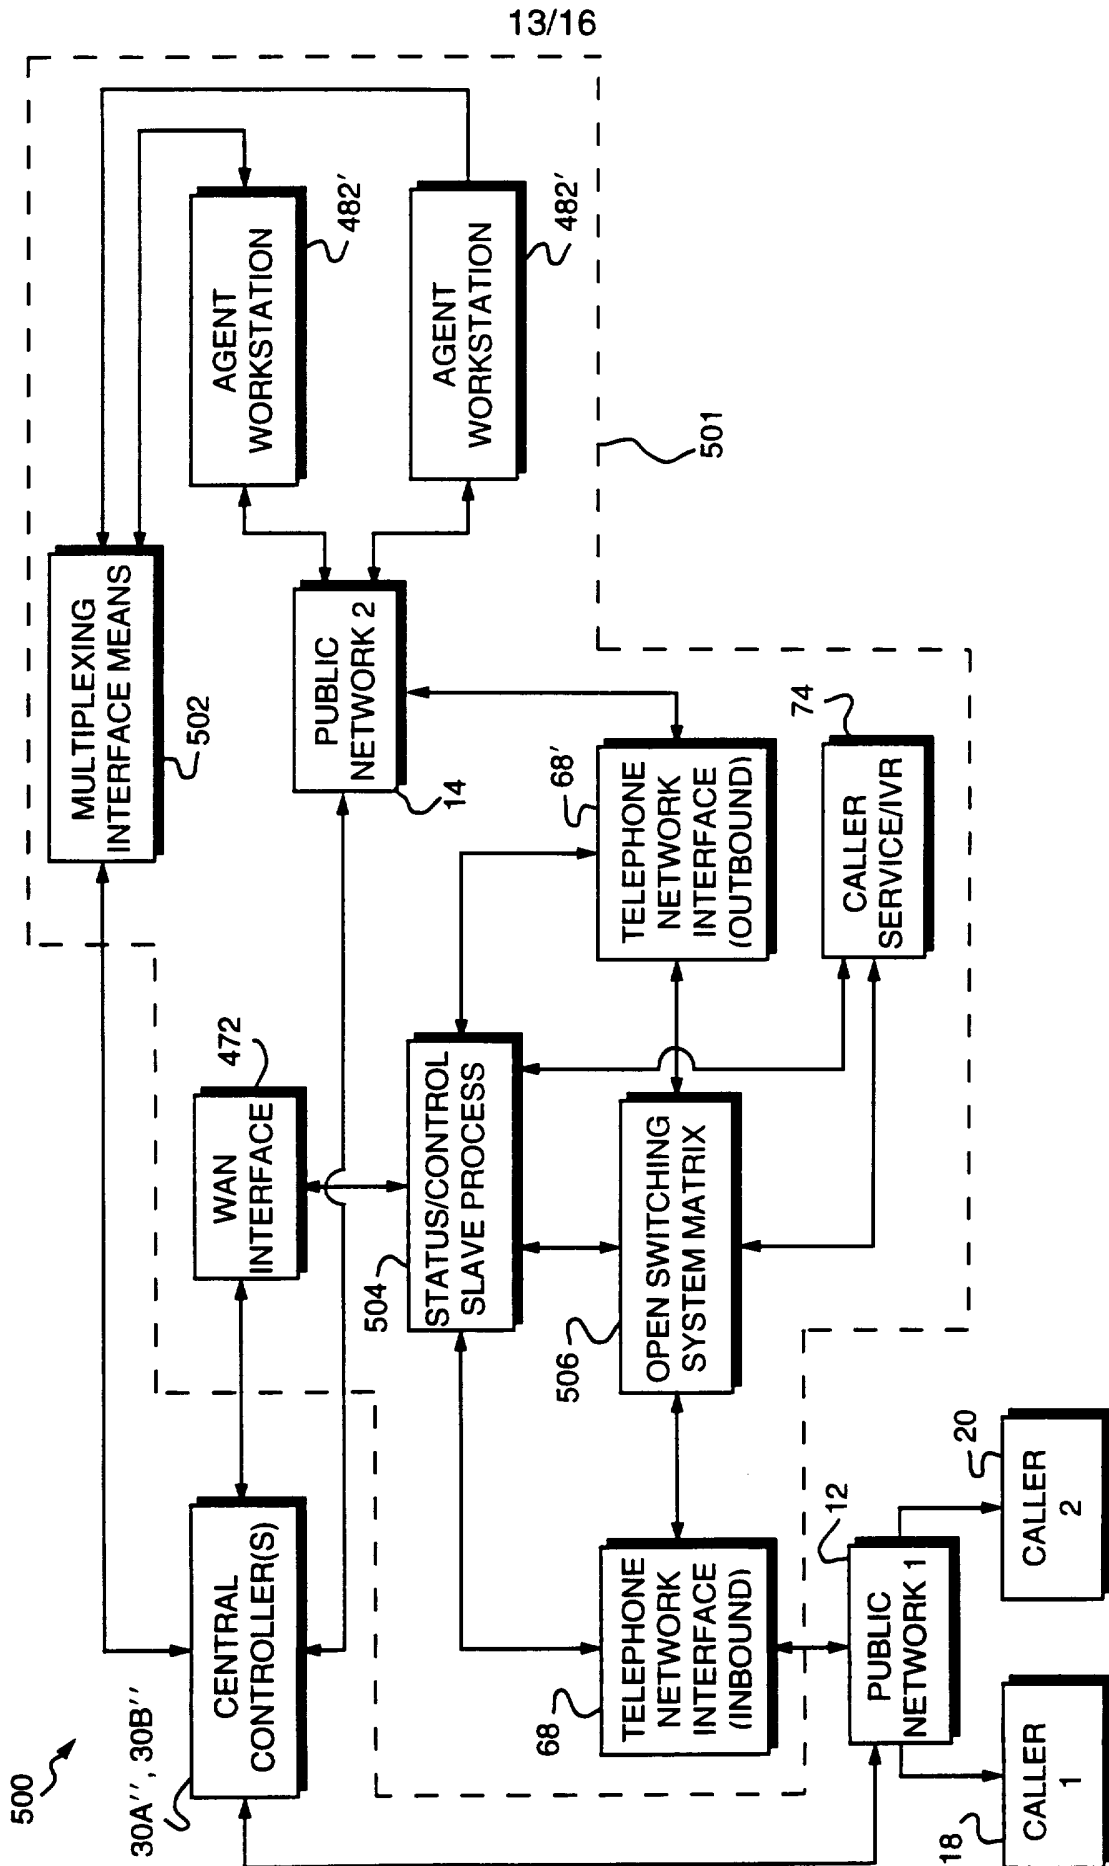 13/16
500
30A'', 30B''
CENTRAL
CONTROLLER(S)
WAN
INTERFACE
472
MULTIPLEXING
INTERFACE MEANS
502
AGENT
WORKSTATION
482'
AGENT
WORKSTATION
482'
PUBLIC
NETWORK 2
14
501
504
STATUS/CONTROL
SLAVE PROCESS
506
OPEN SWITCHING
SYSTEM MATRIX
68
TELEPHONE
NETWORK
INTERFACE
(INBOUND)
68'
TELEPHONE
NETWORK
INTERFACE
(OUTBOUND)
74
CALLER
SERVICE/IVR
12
PUBLIC
NETWORK 1
18
CALLER
1
20
CALLER
2